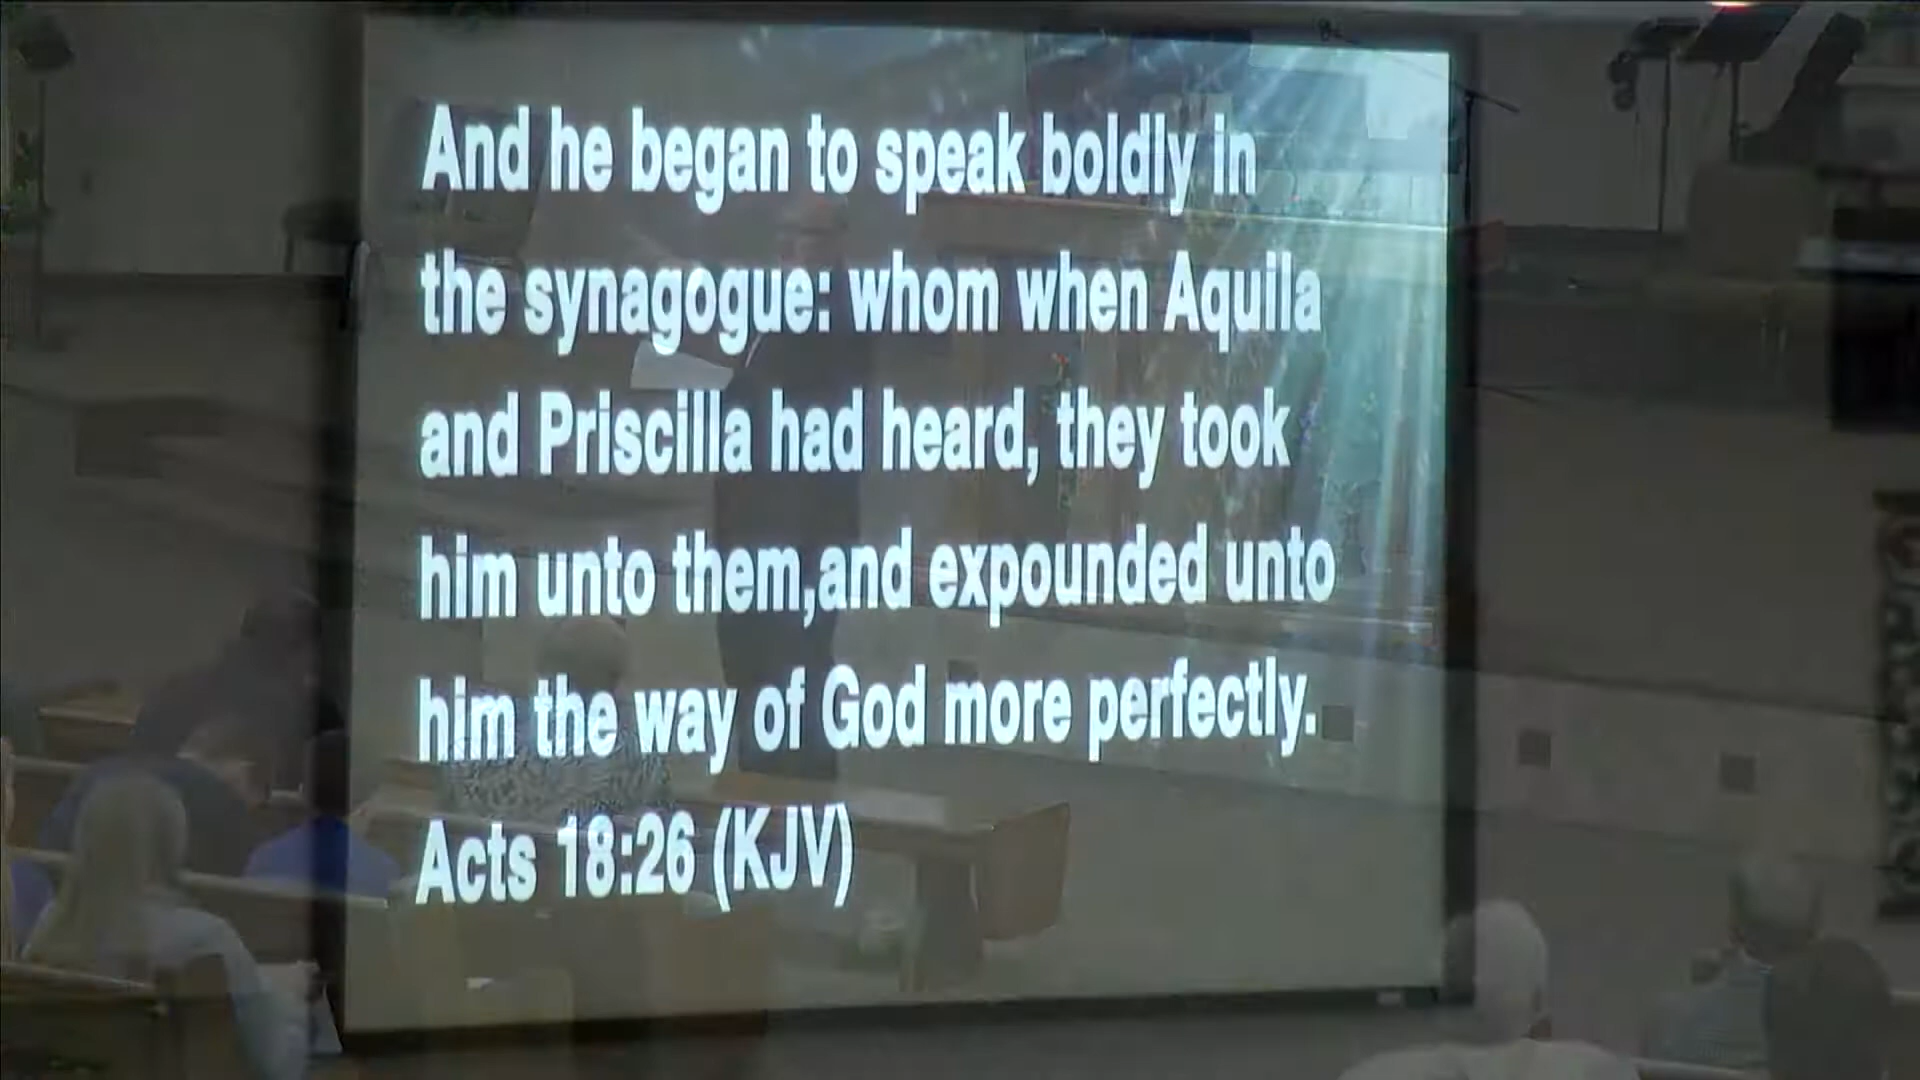 And he began to speak boldly in
the synagogue: whom when Aquila
and Priscilla had heard, they took
him unto them,and expounded unto
him the way of God more perfectly.
Acts 18:26 (KJV)